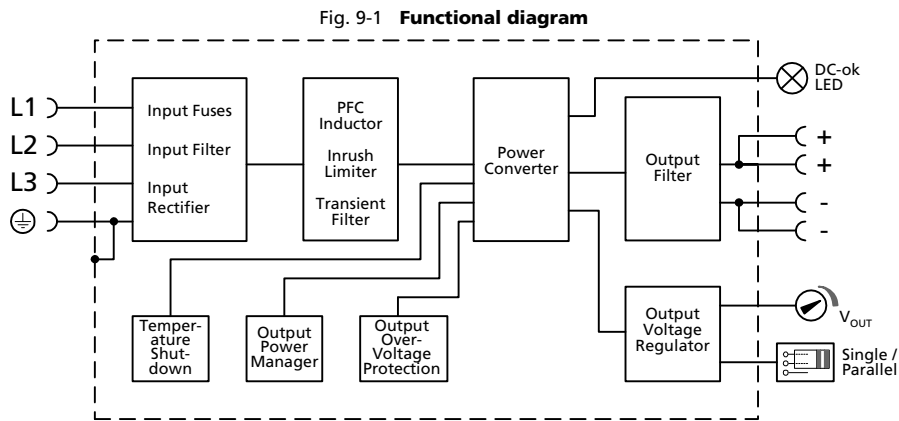 Fig. 9-1 Functional diagram
L1
L2
L3
Input Fuses
Input Filter
Input
Rectifier
PFC
Inductor
Inrush
Limiter
Transient
Filter
Power
Converter
Output
Filter
DC-ok
LED
+
+
-
-
Temper-
ature
Shut-
down
Output
Power
Manager
Output
Over-
Voltage
Protection
Output
Voltage
Regulator
VOUT
Single /
Parallel